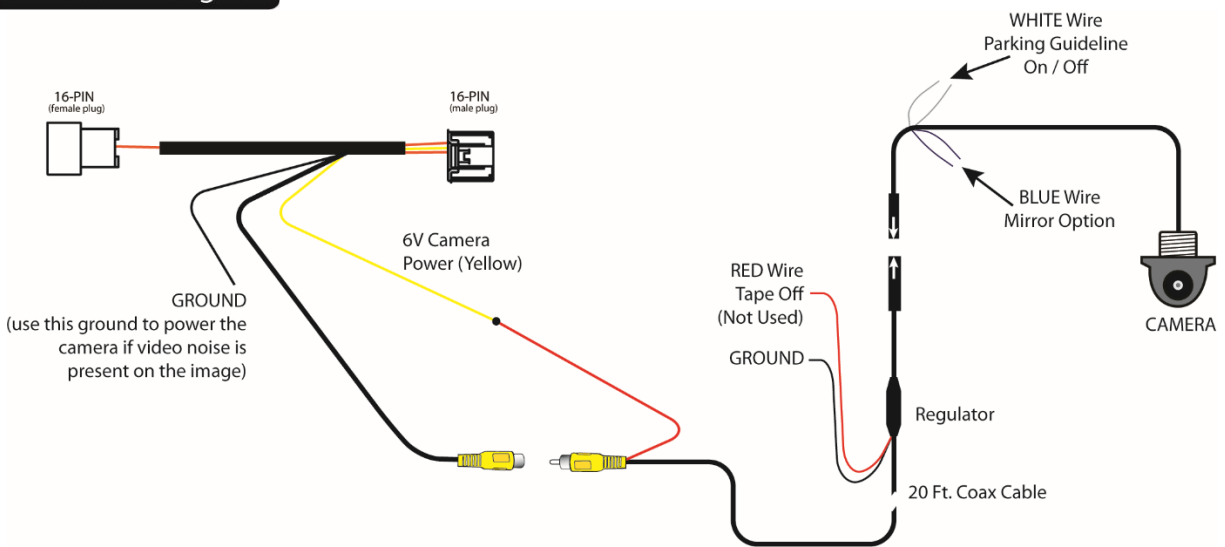 WHITE Wire
Parking Guideline
On / Off
16-PIN
(female plug)
16-PIN
(male plug)
BLUE Wire
Mirror Option
6V Camera
Power (Yellow)
RED Wire
Tape Off
(Not Used)
GROUND
(use this ground to power the
camera if video noise is
present on the image)
CAMERA
GROUND
Regulator
20 Ft. Coax Cable